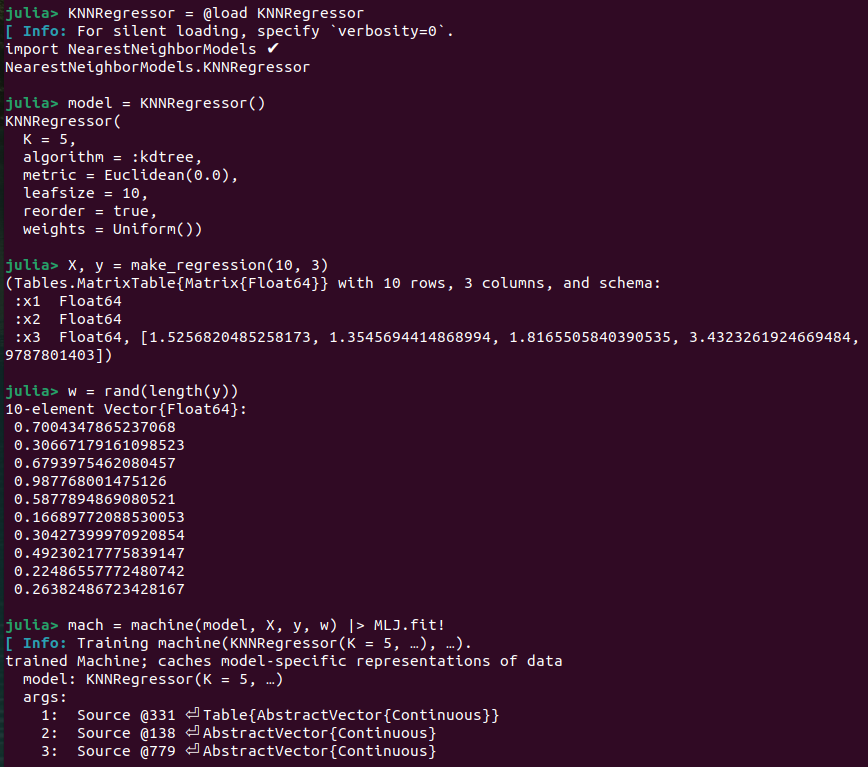 julia> KNNRegressor = @load KNNRegressor
[ Info: For silent loading, specify `verbosity=0`.
import NearestNeighborModels ✔
NearestNeighborModels.KNNRegressor
julia> model = KNNRegressor()
KNNRegressor(
  K = 5,
  algorithm = :kdtree,
  metric = Euclidean(0.0),
  leafsize = 10,
  reorder = true,
  weights = Uniform())
julia> X, y = make_regression(10, 3)
(Tables.MatrixTable{Matrix{Float64}} with 10 rows, 3 columns, and schema:
 :x1  Float64
 :x2  Float64
 :x3  Float64, [1.5256820485258173, 1.3545694414868994, 1.8165505840390535, 3.4323261924669484,
9787801403])
julia> w = rand(length(y))
10-element Vector{Float64}:
 0.7004347865237068
 0.30667179161098523
 0.6793975462080457
 0.987768001475126
 0.5877894869080521
 0.16689772088530053
 0.30427399970920854
 0.49230217775839147
 0.22486557772480742
 0.26382486723428167
julia> mach = machine(model, X, y, w) |> MLJ.fit!
[ Info: Training machine(KNNRegressor(K = 5, …), …).
trained Machine; caches model-specific representations of data
  model: KNNRegressor(K = 5, …)
  args:
    1:  Source @331 ⏎ Table{AbstractVector{Continuous}}
    2:  Source @138 ⏎ AbstractVector{Continuous}
    3:  Source @779 ⏎ AbstractVector{Continuous}